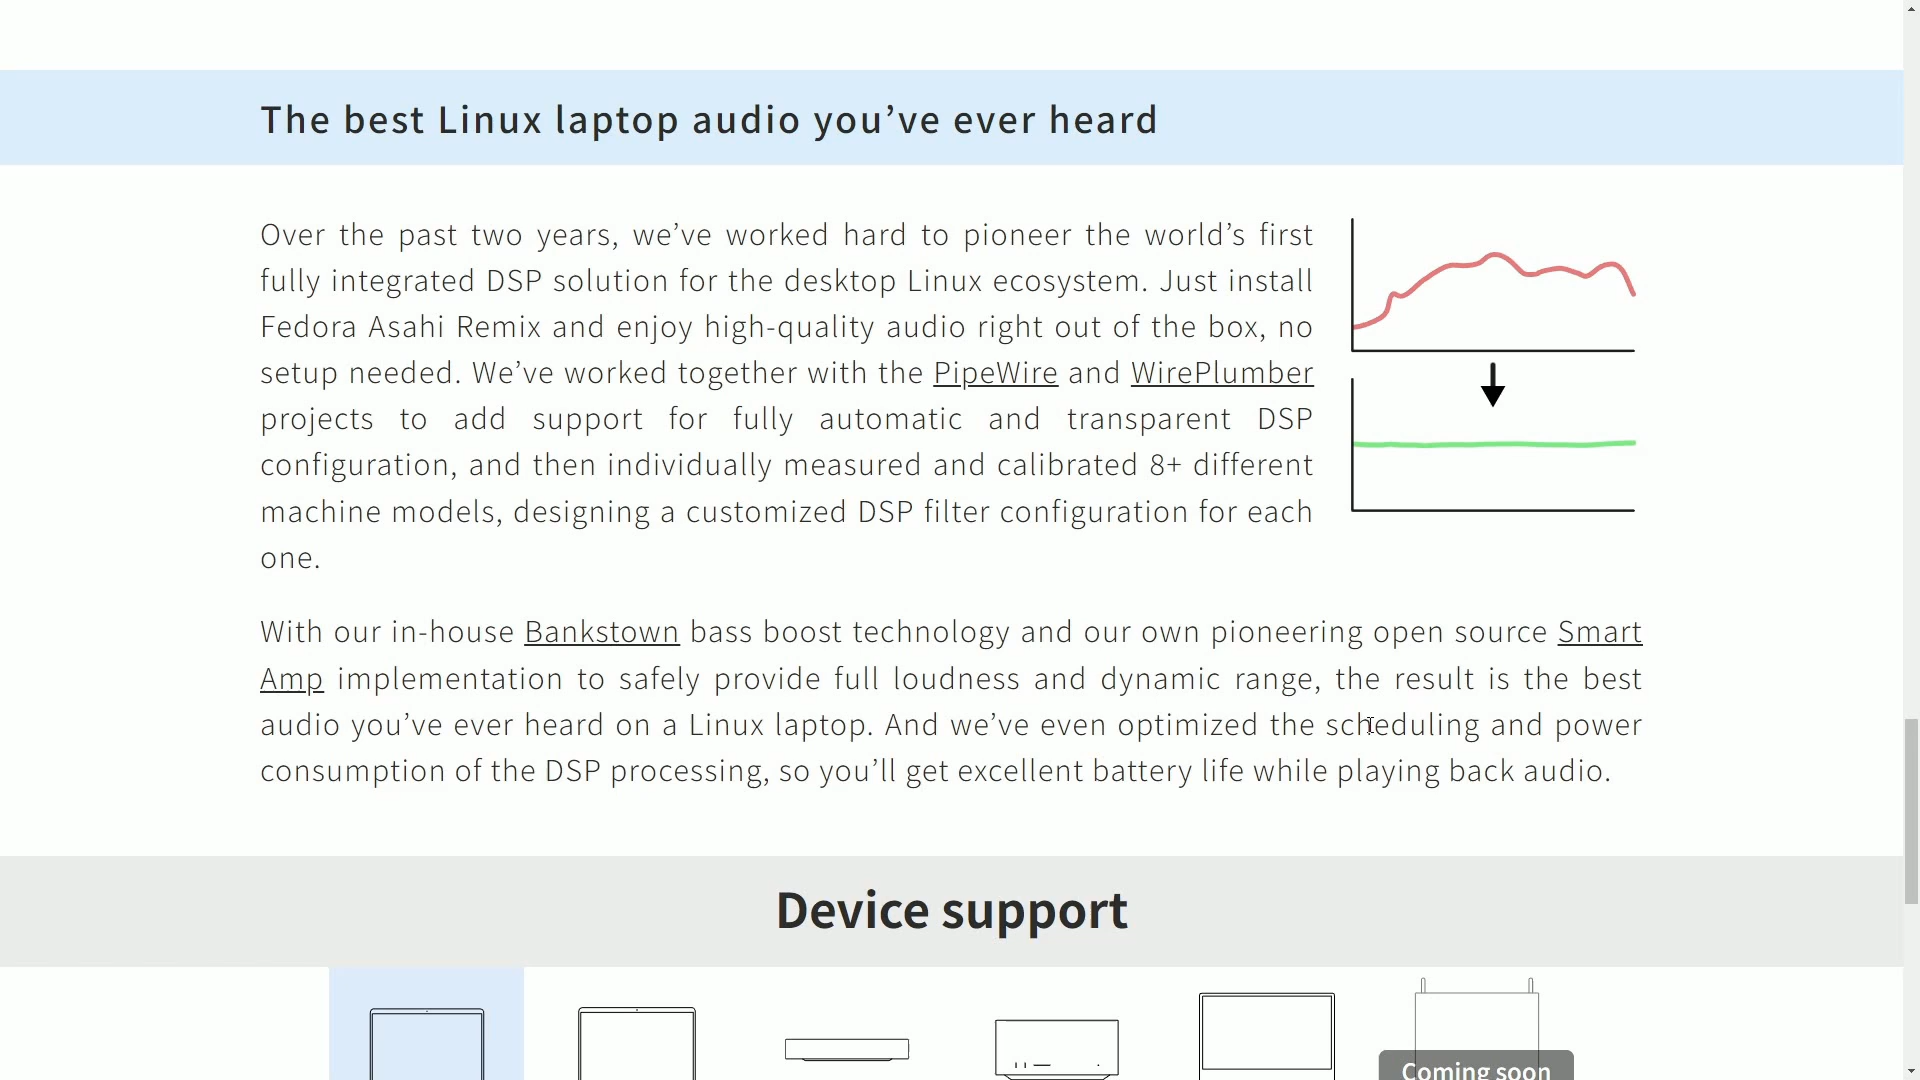 The best Linux laptop audio you’ve ever heard
Over the past two years, we’ve worked hard to pioneer the world’s first
fully integrated DSP solution for the desktop Linux ecosystem. Just install
Fedora Asahi Remix and enjoy high-quality audio right out of the box, no
setup needed. We’ve worked together with the PipeWire and WirePlumber
projects to add support for fully automatic and transparent DSP
configuration, and then individually measured and calibrated 8+ different
machine models, designing a customized DSP filter configuration for each
one.
With our in-house Bankstown bass boost technology and our own pioneering open source Smart
Amp implementation to safely provide full loudness and dynamic range, the result is the best
audio you’ve ever heard on a Linux laptop. And we’ve even optimized the scheduling and power
consumption of the DSP processing, so you’ll get excellent battery life while playing back audio.
Device support
Coming soon